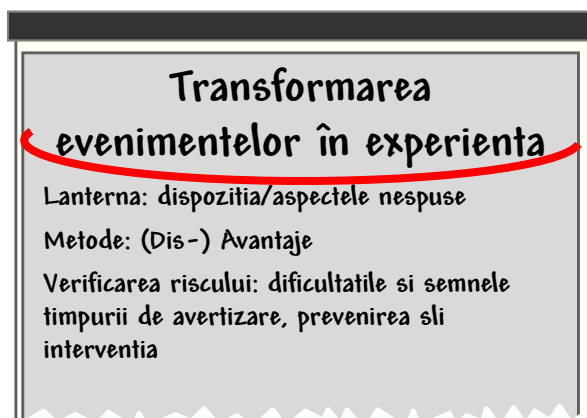 Transformarea
evenimentelor în experienta
Lanterna: dispozitia/aspectele nespuse
Metode: (Dis-) Avantaje
Verificarea riscului: dificultatile si semnele
timpurii de avertizare, prevenirea sli
interventia